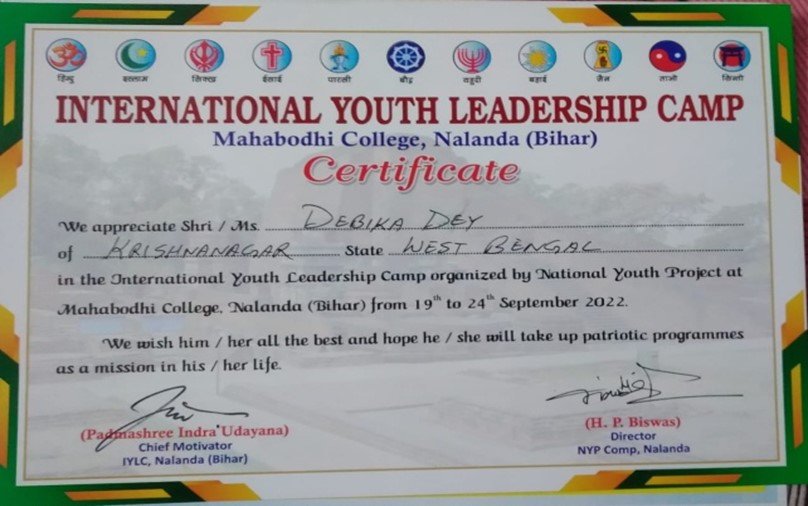 हिन्दू इस्लाम सिक्ख ईसाई पारसी बौद्ध यहूदी बहाई जैन ताओ शिन्तो
INTERNATIONAL YOUTH LEADERSHIP CAMP
Mahabodhi College, Nalanda (Bihar)
Certificate
We appreciate Shri / Ms. DEBIKA DEY
of KRISHNANAGAR State WEST BENGAL
in the International Youth Leadership Camp organized by National Youth Project at
Mahabodhi College, Nalanda (Bihar) from 19th to 24th September 2022.
We wish him / her all the best and hope he / she will take up patriotic programmes
as a mission in his / her life.
(Padmashree Indra Udayana)
Chief Motivator
IYLC, Nalanda (Bihar)
(H. P. Biswas)
Director
NYP Comp, Nalanda